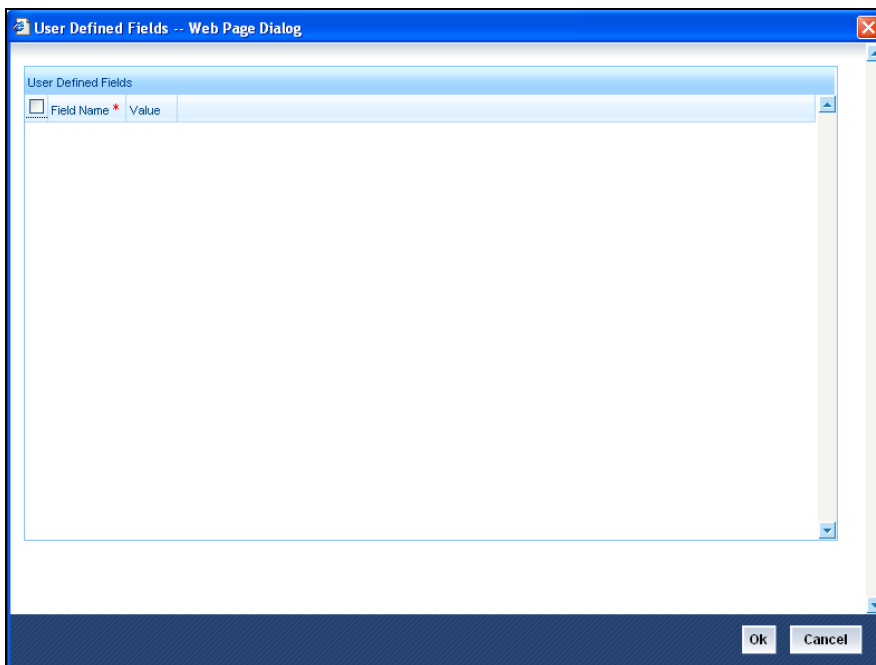 User Defined Fields -- Web Page Dialog
User Defined Fields
Field Name * Value
Ok Cancel